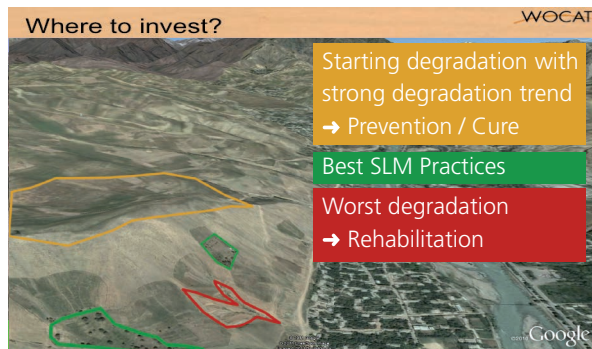 Where to invest?
WOCAT
Starting degradation with
strong degradation trend
➜ Prevention / Cure
Best SLM Practices
Worst degradation
➜ Rehabilitation
Google